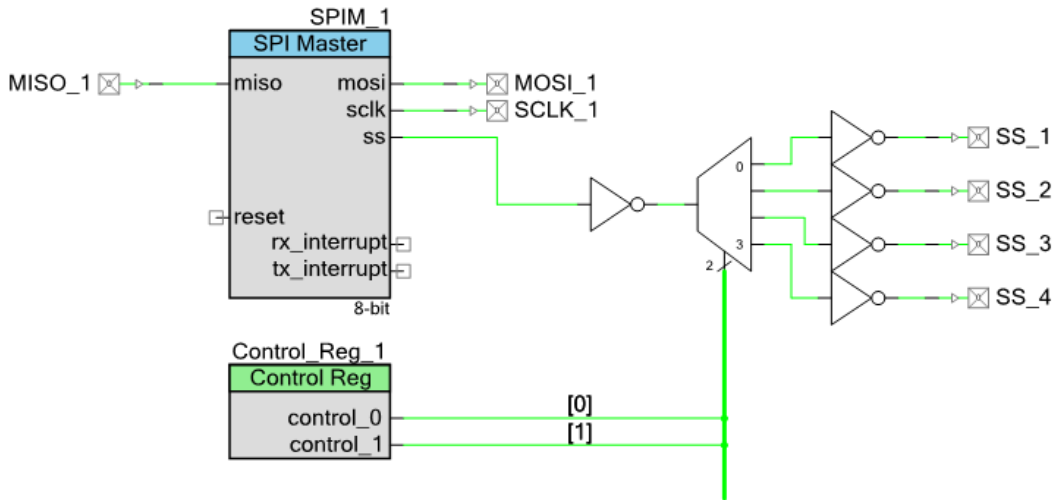 SPIM_1
SPI Master
MISO_1
miso
mosi
MOSI_1
sclk
SCLK_1
ss
reset
rx_interrupt
tx_interrupt
8-bit
0
3
2
SS_1
SS_2
SS_3
SS_4
Control_Reg_1
Control Reg
control_0
[0]
control_1
[1]